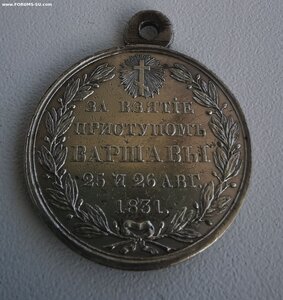 www.FORUMS-SU.com
ЗА ВЗЯТІЕ
ПРИСТУПОМЪ
ВАРШАВЫ
25 И 26 АВГ.
1831.